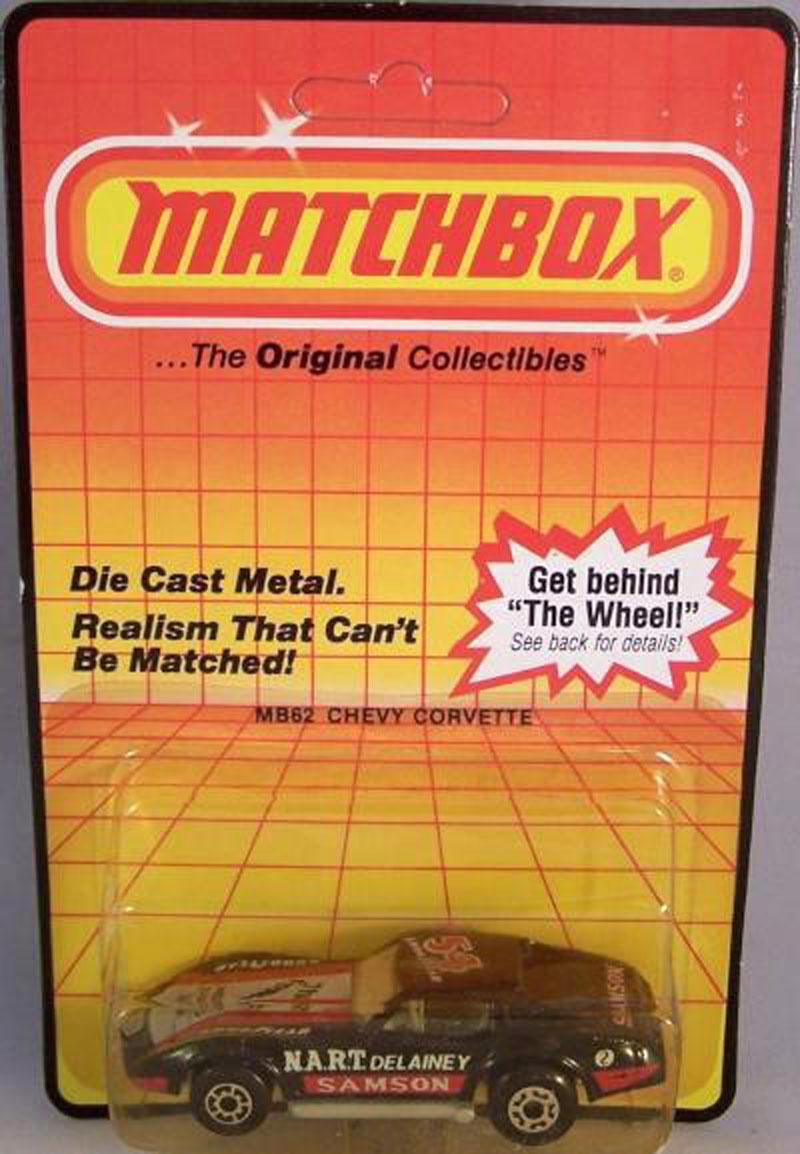 MATCHBOX®
...The Original Collectibles™
Die Cast Metal.
Realism That Can't
Be Matched!
Get behind
“The Wheel!”
See back for details!
MB62 CHEVY CORVETTE
N.A.R.T. DELAINEY
SAMSON